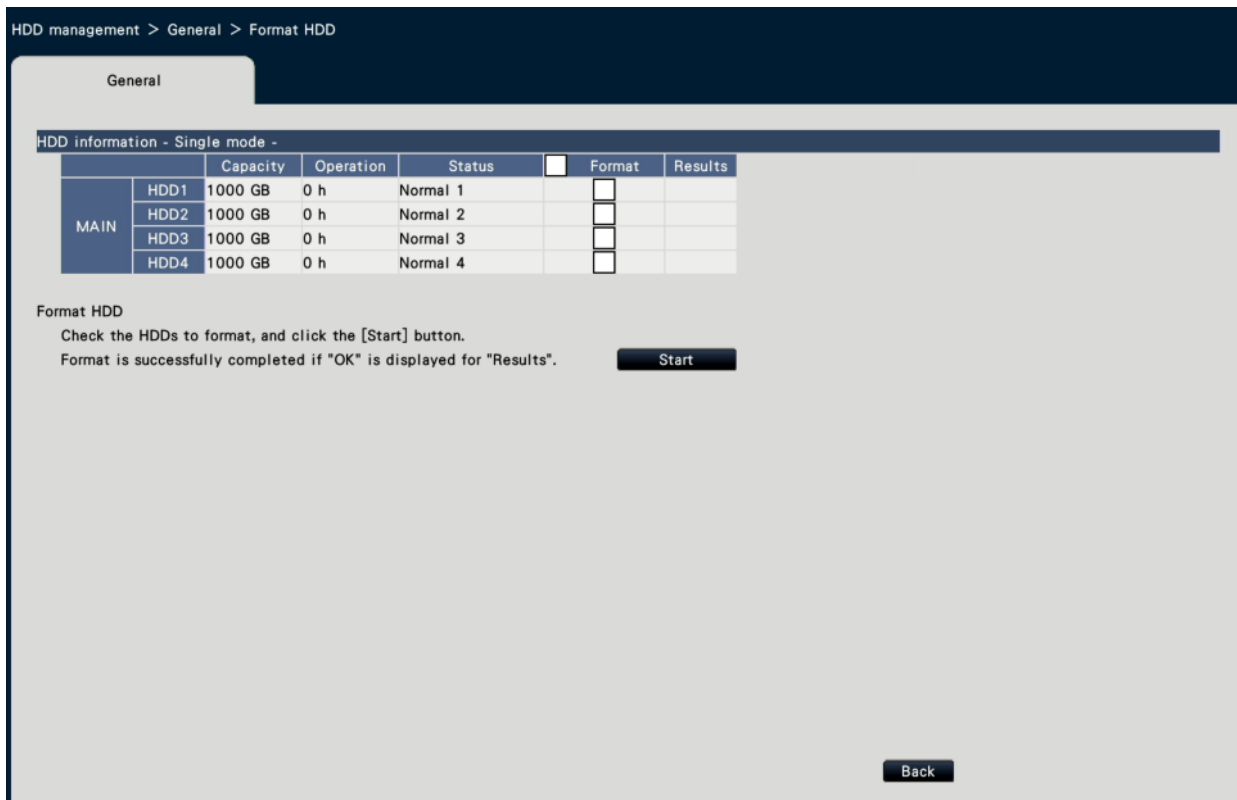 HDD management > General > Format HDD
General
HDD information - Single mode -
Capacity Operation Status Format Results
MAIN
HDD1 1000 GB 0 h Normal 1
HDD2 1000 GB 0 h Normal 2
HDD3 1000 GB 0 h Normal 3
HDD4 1000 GB 0 h Normal 4
Format HDD
Check the HDDs to format, and click the [Start] button.
Format is successfully completed if "OK" is displayed for "Results". Start
Back